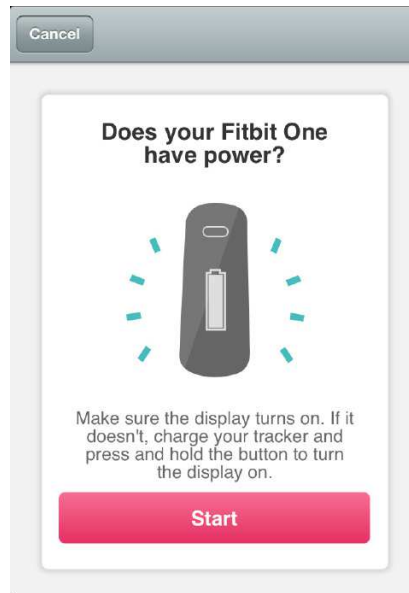 Cancel
Does your Fitbit One
have power?
Make sure the display turns on. If it
doesn't, charge your tracker and
press and hold the button to turn
the display on.
Start